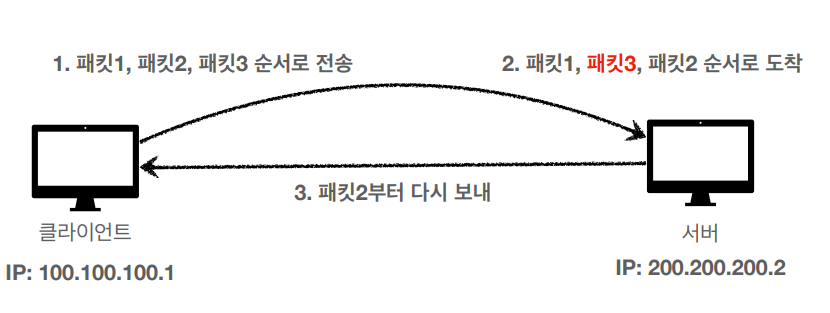 1. 패킷1, 패킷2, 패킷3 순서로 전송
2. 패킷1, 패킷3, 패킷2 순서로 도착
3. 패킷2부터 다시 보내
클라이언트
서버
IP: 100.100.100.1
IP: 200.200.200.2